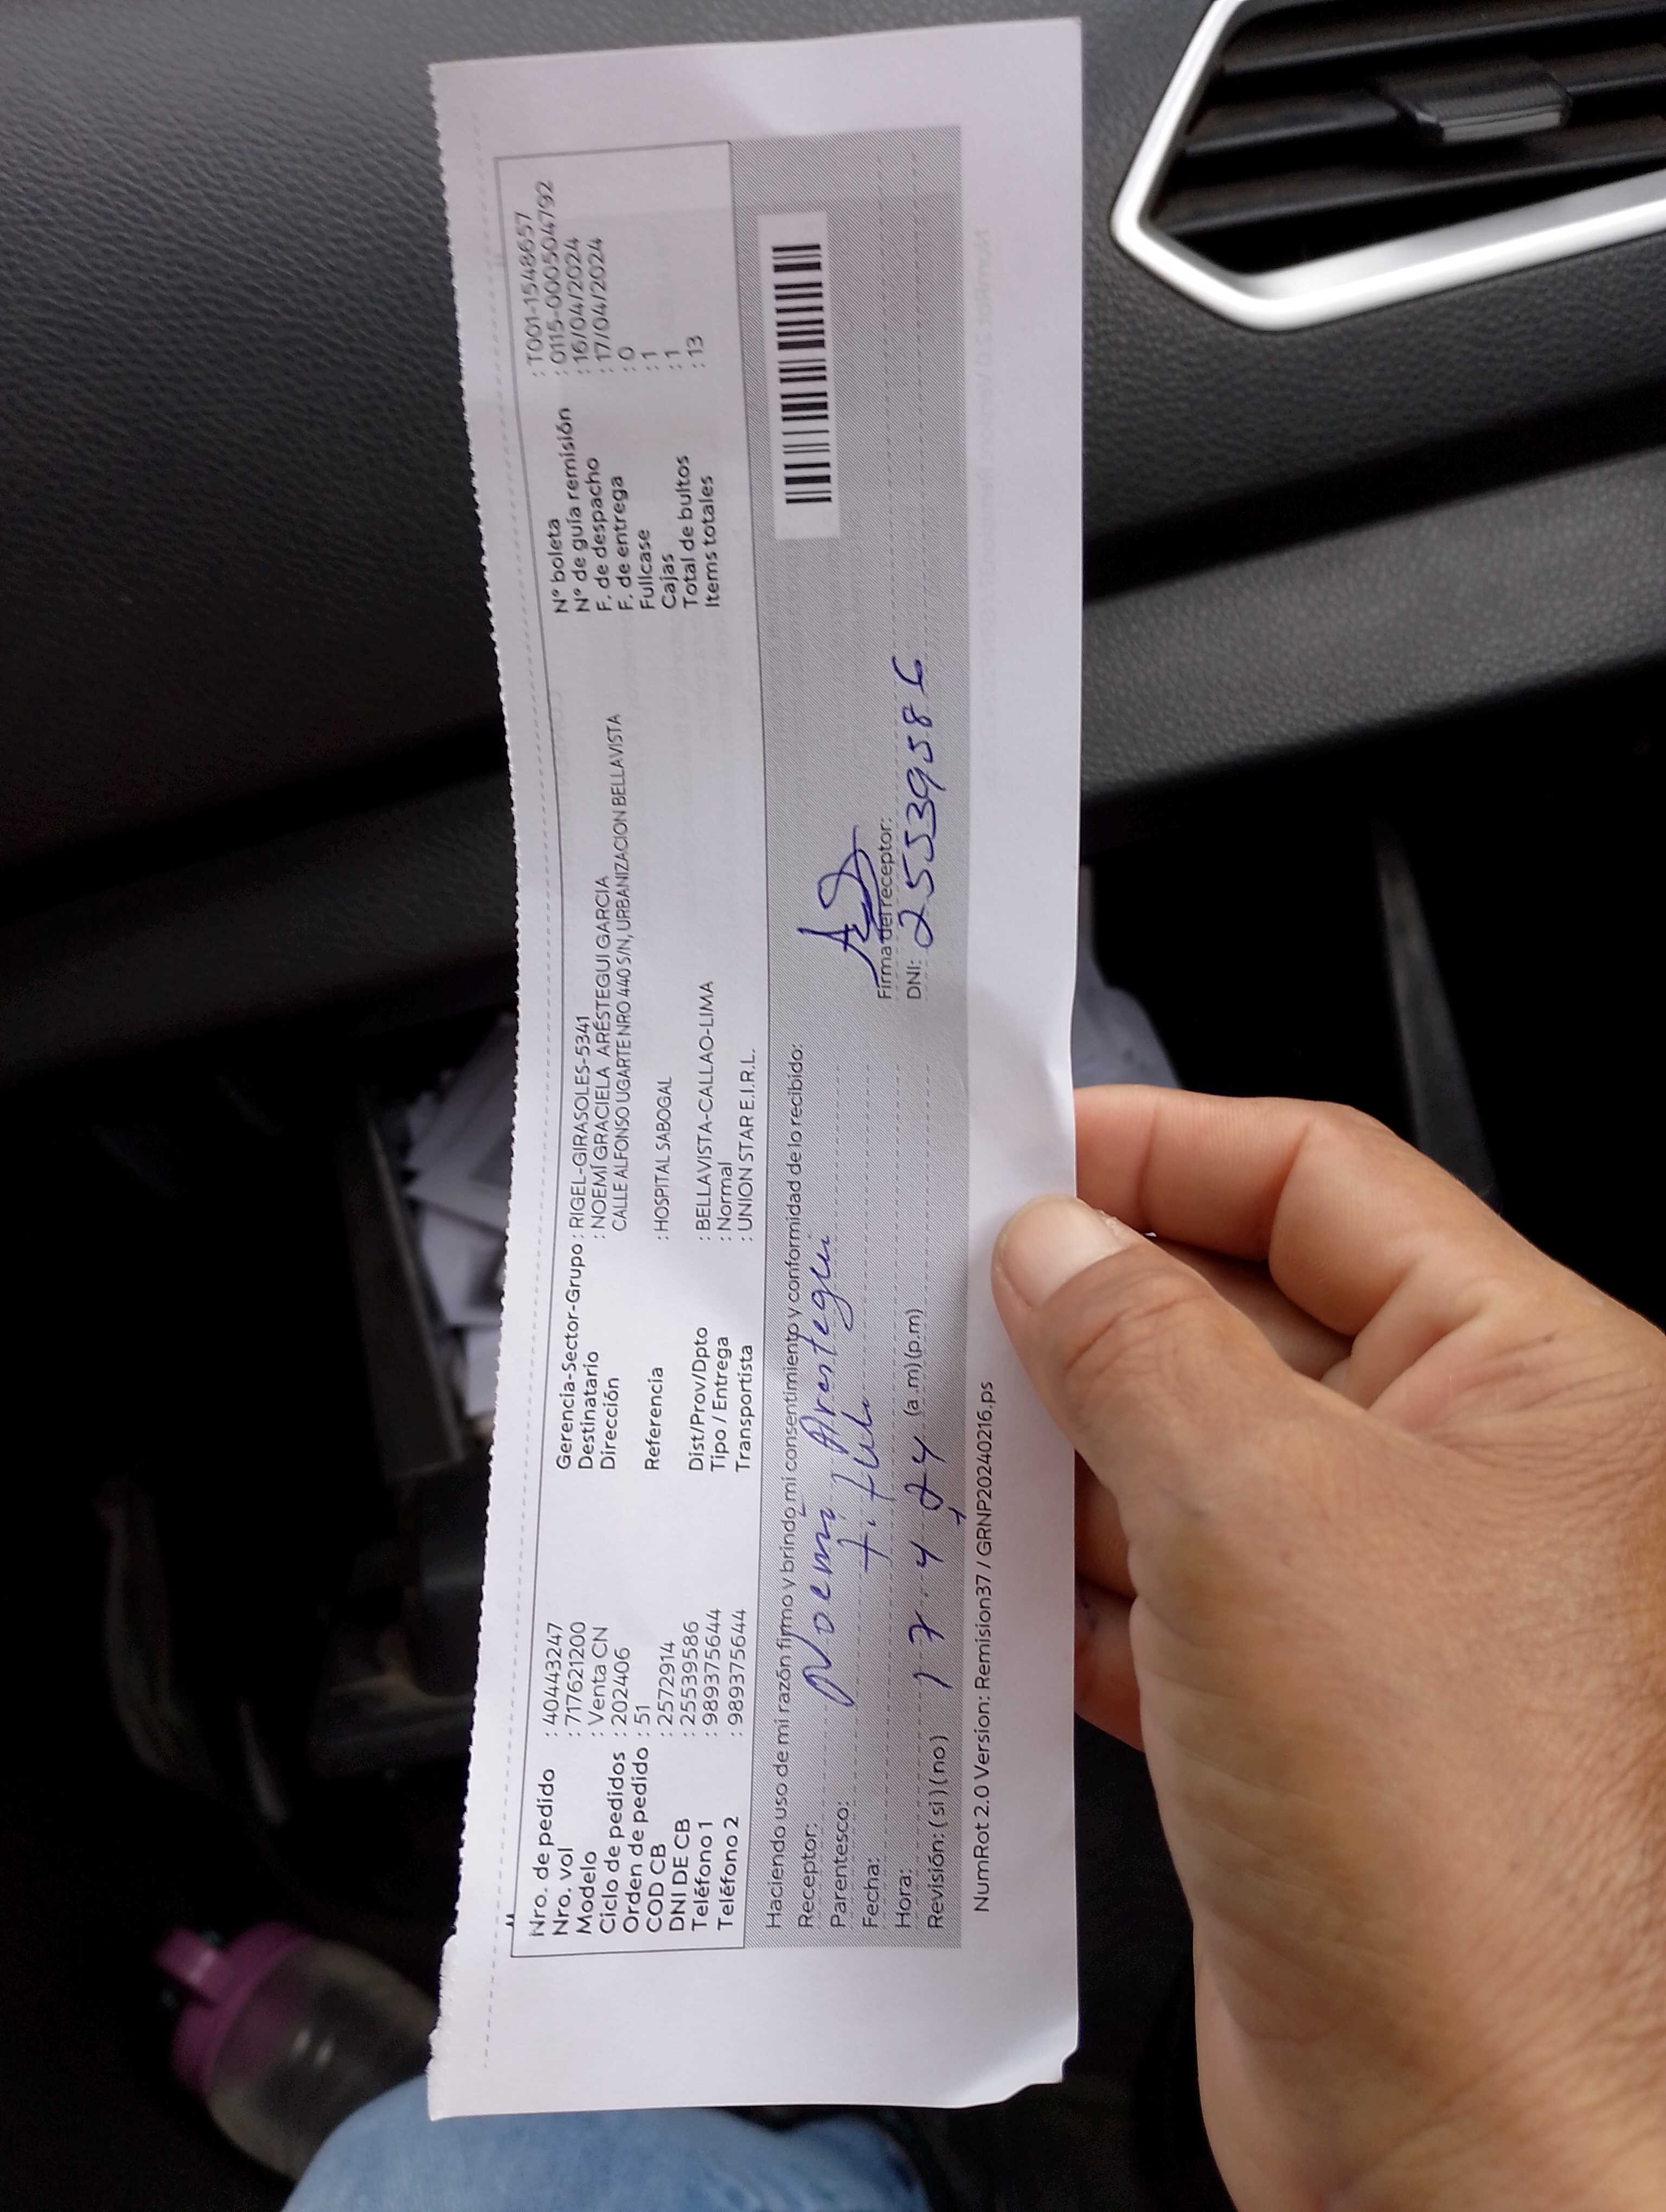 Nro. de pedido : 40443247
Nro. vol : 717621200
Modelo : Venta CN
Ciclo de pedidos : 202406
Orden de pedido : 51
COD CB : 2572914
DNI DE CB : 25539586
Teléfono 1 : 989375644
Teléfono 2 : 989375644
Gerencia-Sector-Grupo : RIGEL-GIRASOLES-5341
Destinatario : NOEMÍ GRACIELA ARÉSTEGUI GARCIA
Dirección CALLE ALFONSO UGARTE NRO 440 S/N, URBANIZACION BELLAVISTA
Referencia : HOSPITAL SABOGAL
Dist/Prov/Dpto : BELLAVISTA-CALLAO-LIMA
Tipo / Entrega : Normal
Transportista : UNION STAR E.I.R.L.
N° boleta : T001-1548657
N° de guía remisión : 0115-0005504792
F. de despacho : 16/04/2024
F. de entrega : 17/04/2024
Fullcase : 0
Cajas : 1
Total de bultos : 1
Items totales : 13
Haciendo uso de mi razón firmo y brindo mi consentimiento y conformidad de lo recibido:
Receptor: Noemi Arestegui
Parentesco:
Fecha: 17. 4 24
Hora: (a.m) (p.m)
Revisión: ( si ) ( no )
Firma del receptor:
DNI: 25539586
NumRot 2.0 Version: Remision37 / GRNP20240216.ps